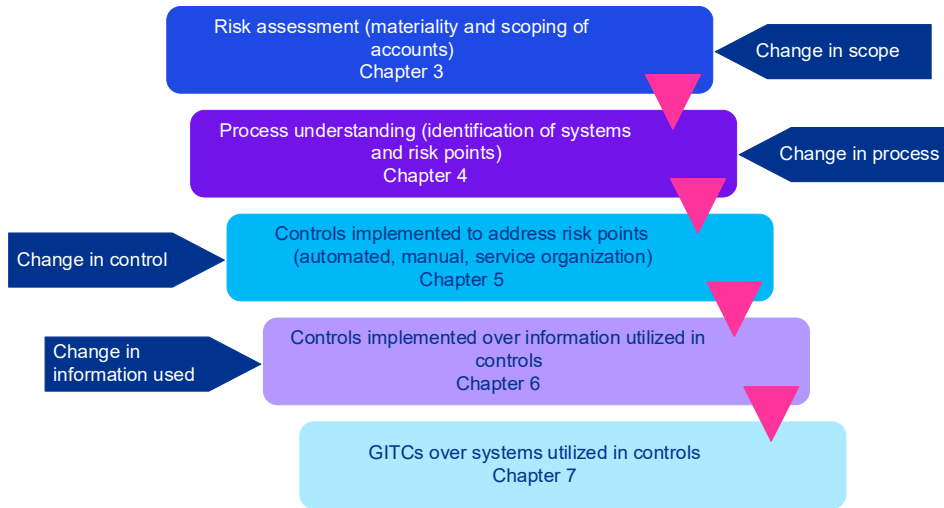 Risk assessment (materiality and scoping of
accounts)
Chapter 3
Change in scope
Process understanding (identification of systems
and risk points)
Chapter 4
Change in process
Controls implemented to address risk points
(automated, manual, service organization)
Chapter 5
Change in control
Controls implemented over information utilized in
controls
Chapter 6
Change in
information used
GITCs over systems utilized in controls
Chapter 7